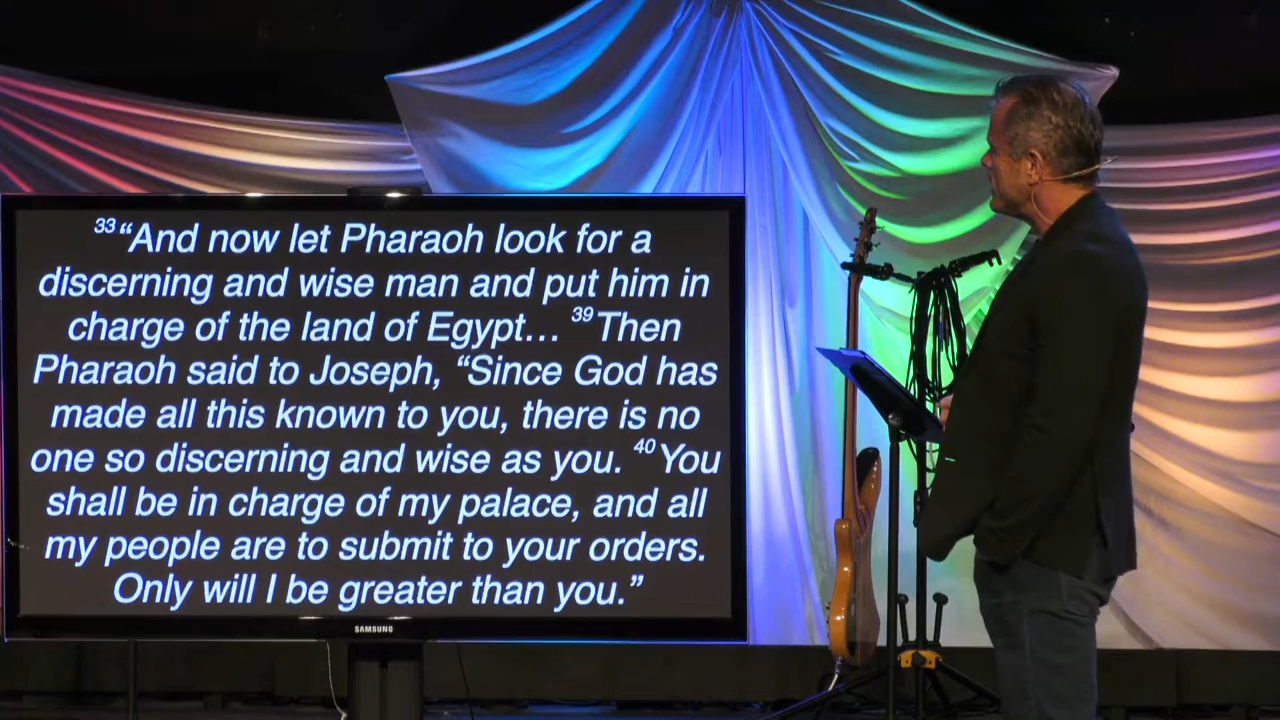 ³³“And now let Pharaoh look for a
discerning and wise man and put him in
charge of the land of Egypt… ³⁹Then
Pharaoh said to Joseph, “Since God has
made all this known to you, there is no
one so discerning and wise as you. ⁴⁰You
shall be in charge of my palace, and all
my people are to submit to your orders.
Only will I be greater than you.”
SAMSUNG